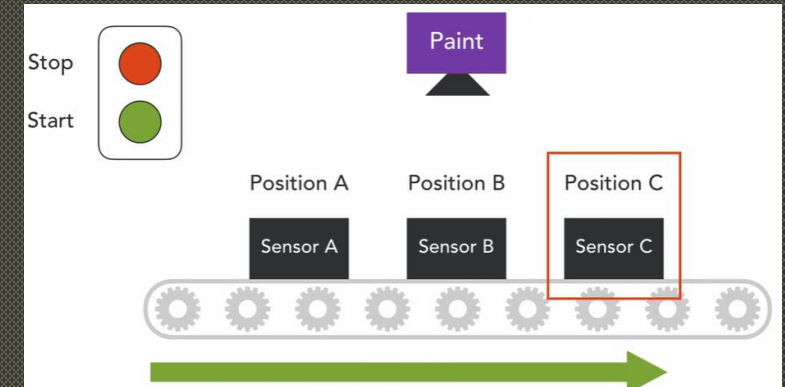 Stop
Start
Paint
Position A
Position B
Position C
Sensor A
Sensor B
Sensor C